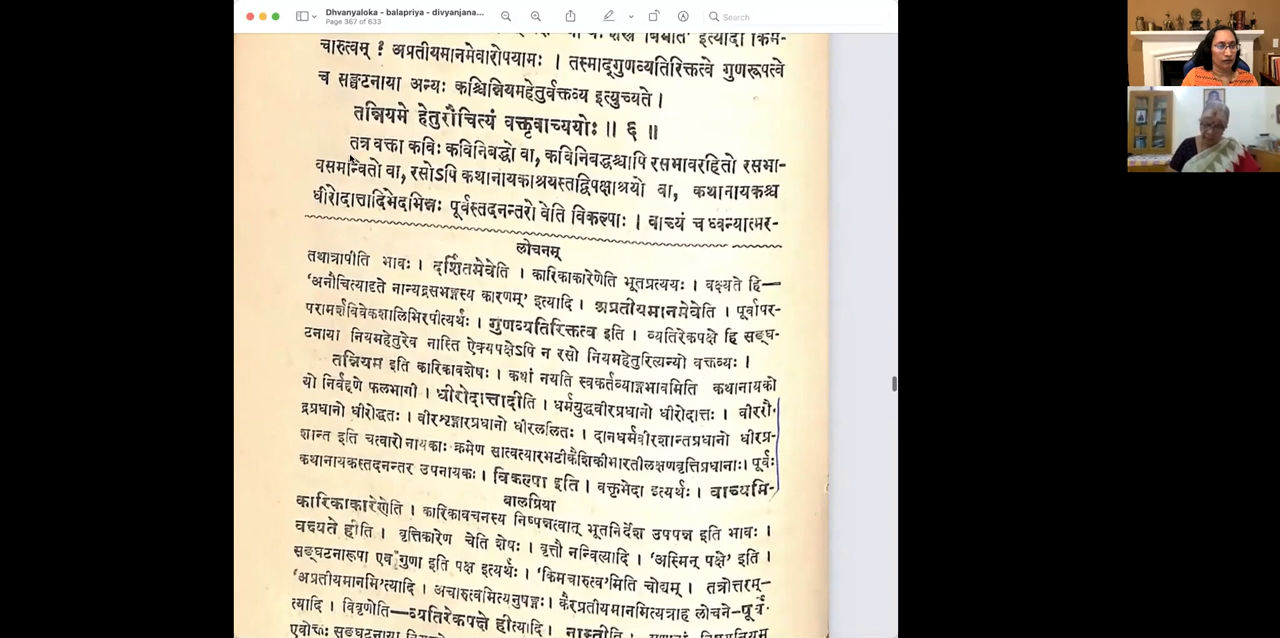 Dhvanyaloka - balapriya - divyanjana...
Page 367 of 633
Search
चारुत्वम् ? अप्रतीयमानमेवारोपयामः । तस्माद्गुणव्यतिरिक्तत्वे गुणरूपत्वे
च सङ्घटनाया अन्यः कश्चिन्नियमहेतुर्वक्तव्य इत्युच्यते ।
तन्नियमे हेतुरौचित्यं वक्तृवाच्ययोः ॥ ६ ॥
तत्र वक्ता कविः कविनिबद्धो वा, कविनिबद्धश्चापि रसभावरहितो रसभा-
वसमन्वितो वा, रसोऽपि कथानायकाश्रयस्तद्विपक्षाश्रयो वा, कथानायकश्च
धीरोदात्तादिभेदभिन्नः पूर्वस्तदनन्तरो वेति विकल्पाः । वाच्यं च ध्वन्यात्मर-
लोचनम्
तथात्रापीति भावः । दर्शितमेवेति । कारिकाकारेणेति भूतप्रत्ययः । वक्ष्यते हि—
‘अनौचित्यादृते नान्यद्रसभङ्गस्य कारणम्’ इत्यादि । अप्रतीयमानमेवेति । पूर्वापर-
परामर्शविवेकशालिभिरपीत्यर्थः । गुणव्यतिरिक्तत्व इति । व्यतिरेकपक्षे हि सङ्घ-
टनाया नियमहेतुरेव नास्ति ऐक्यपक्षेऽपि न रसो नियमहेतुरित्यन्यो वक्तव्यः ।
तन्नियम इति कारिकावशेषः । कथां नयति स्वकर्तव्याङ्गभावमिति कथानायको
यो निर्वहणे फलभागी । धीरोदात्तादीति । धर्मयुद्धवीरप्रधानो धीरोदात्तः । वीररौ-
द्रप्रधानो धीरोद्धतः । वीरशृङ्गारप्रधानो धीरललितः । दानधर्मवीरशान्तप्रधानो धीरप्र-
शान्त इति चत्वारो नायकाः क्रमेण सात्वत्यारभटीकैशिकीभारतीलक्षणवृत्तिप्रधानाः । पूर्वः
कथानायकस्तदनन्तर उपनायकः । विकल्पा इति । वक्तृभेदा इत्यर्थः । वाच्यमि-
बालप्रिया
कारिकाकारेणेति । कारिकावचनस्य निष्पन्नत्वात् भूतनिर्देश उपपन्न इति भावः ।
वक्ष्यते हीति । वृत्तिकारेण चेति शेषः । वृत्तौ नन्वित्यादि । ‘अस्मिन् पक्षे’ इति ।
सङ्घटनारूपा एव गुणा इति पक्ष इत्यर्थः । ‘किमचारुत्व’मिति चोद्यम् । तत्रोत्तरम्–
‘अप्रतीयमानमि’त्यादि । अचारुत्वमित्यनुषङ्गः । कैरप्रतीयमानमित्यत्राह लोचने–पूर्वे-
त्यादि । विवृणोति—व्यतिरेकपक्षे हीत्यादि । नास्तीति ।